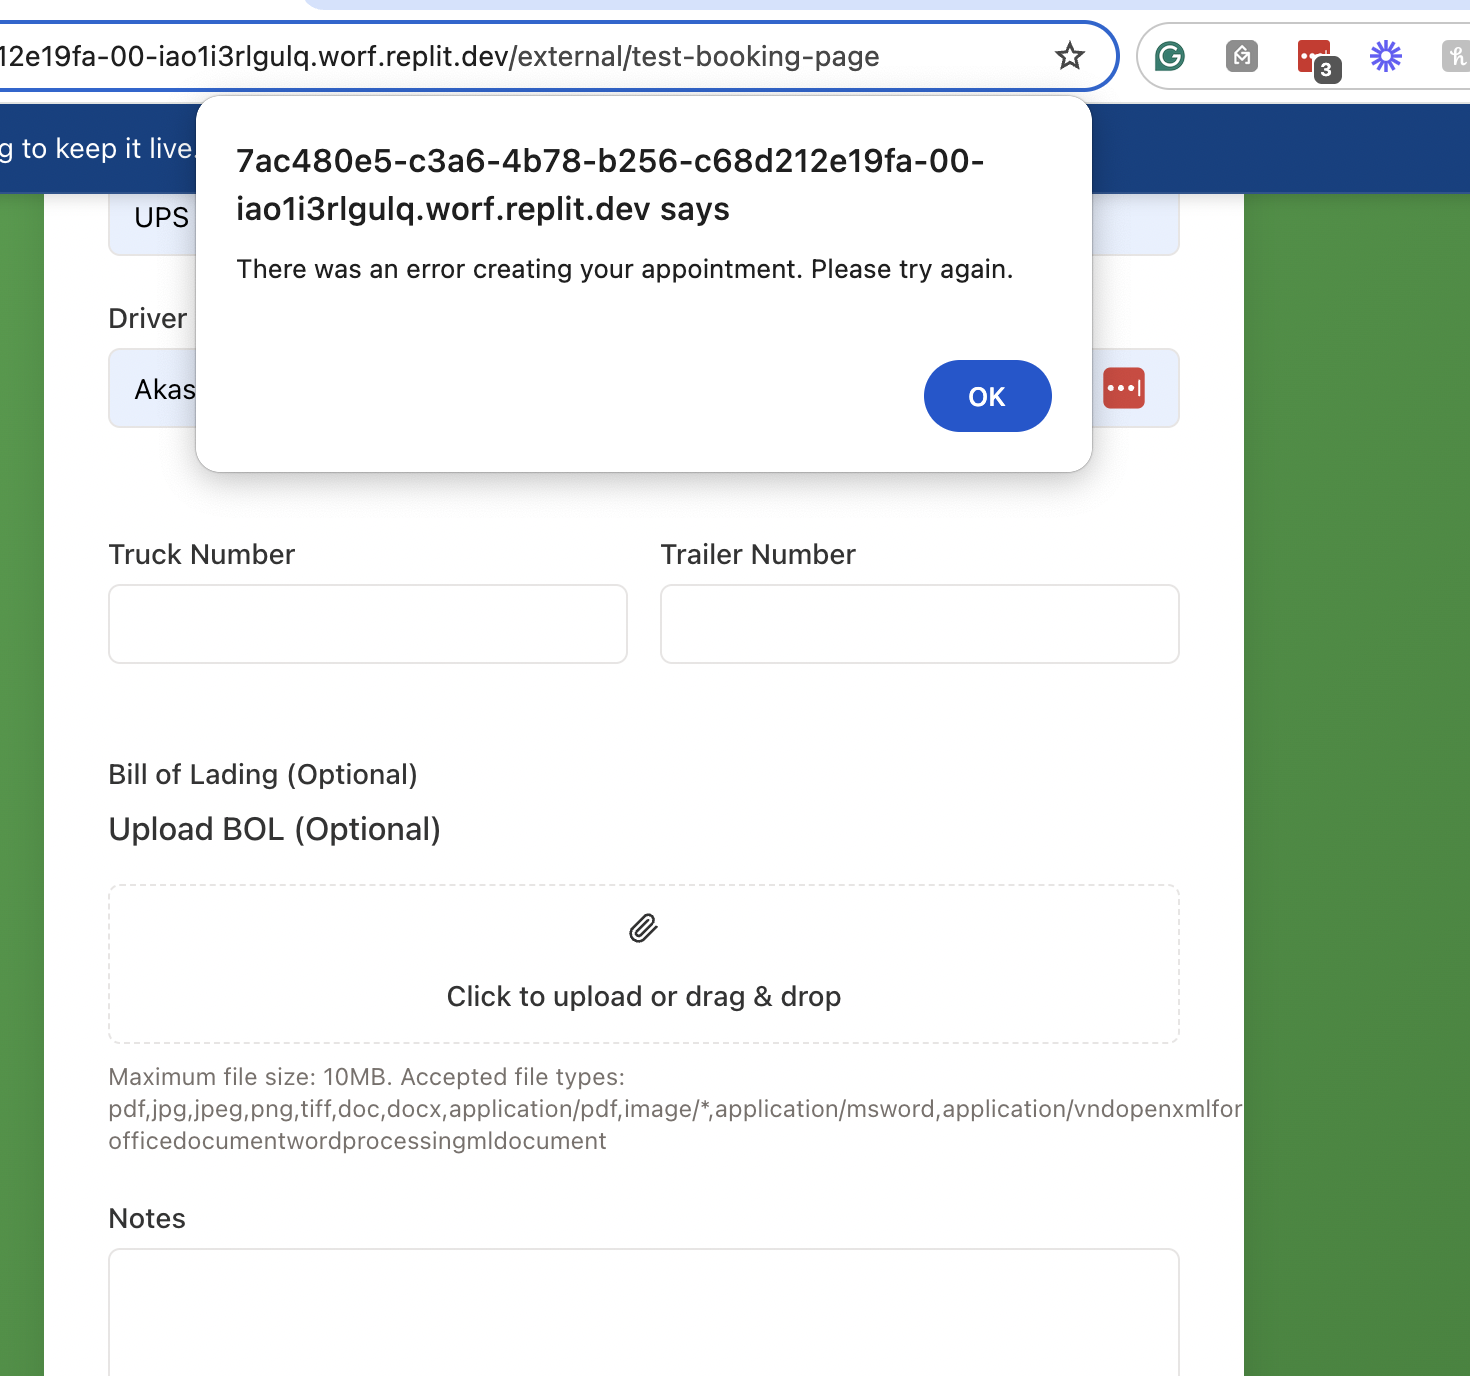 12e19fa-00-iao1i3rlgulq.worf.replit.dev/external/test-booking-page
3
g to keep it live.
7ac480e5-c3a6-4b78-b256-c68d212e19fa-00-
iao1i3rlgulq.worf.replit.dev says
There was an error creating your appointment. Please try again.
OK
UPS
Driver
Akas
Truck Number
Trailer Number
Bill of Lading (Optional)
Upload BOL (Optional)
Click to upload or drag & drop
Maximum file size: 10MB. Accepted file types:
pdf,jpg,jpeg,png,tiff,doc,docx,application/pdf,image/*,application/msword,application/vndopenxmlfor
officedocumentwordprocessingmldocument
Notes